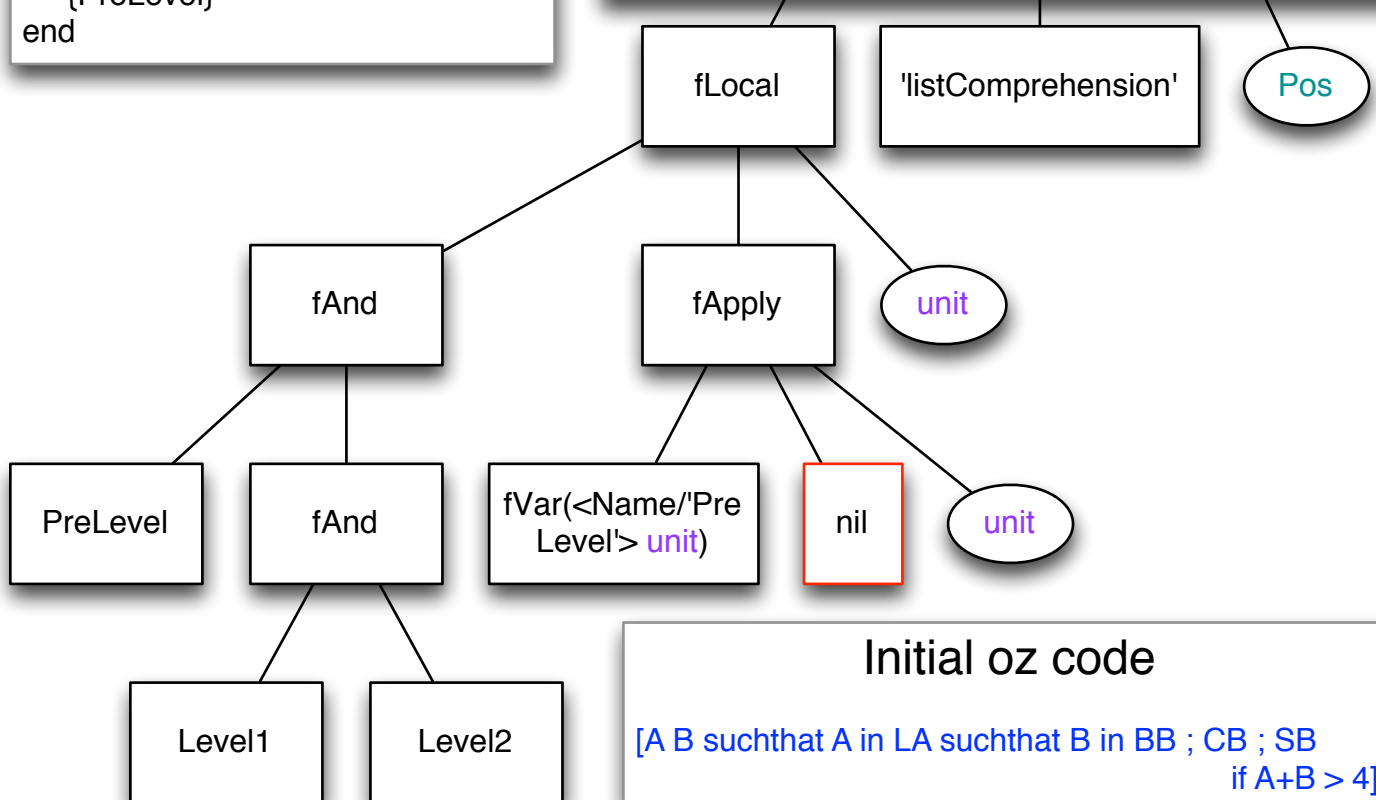 {PreLevel}
end
fLocal
'listComprehension'
Pos
fAnd
fApply
unit
PreLevel
fAnd
fVar(<Name/'Pre
Level'> unit)
nil
unit
Level1
Level2
Initial oz code
[A B suchthat A in LA suchthat B in BB ; CB ; SB
if A+B > 4]